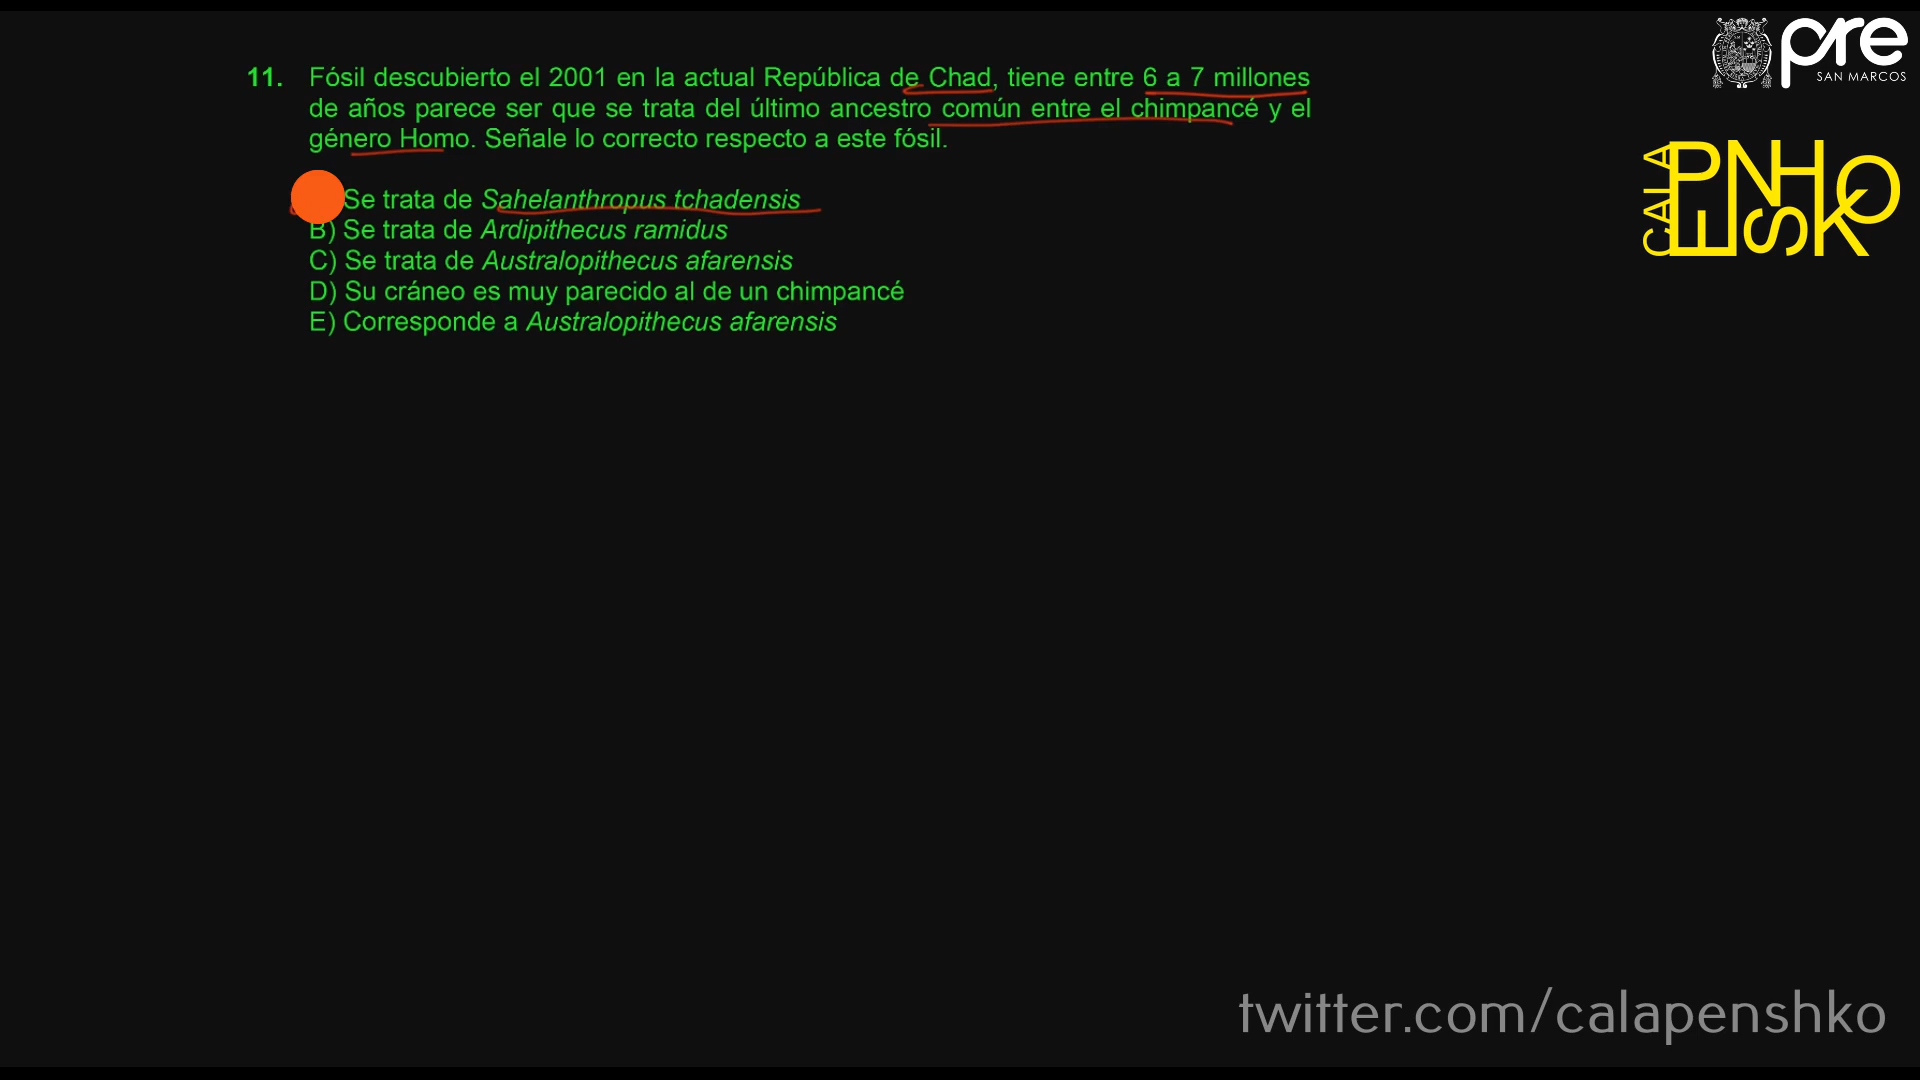 pre
SAN MARCOS
11. Fósil descubierto el 2001 en la actual República de Chad, tiene entre 6 a 7 millones
de años parece ser que se trata del último ancestro común entre el chimpancé y el
género Homo. Señale lo correcto respecto a este fósil.
CALA
PENSHKO
Se trata de Sahelanthropus tchadensis
B) Se trata de Ardipithecus ramidus
C) Se trata de Australopithecus afarensis
D) Su cráneo es muy parecido al de un chimpancé
E) Corresponde a Australopithecus afarensis
twitter.com/calapenshko